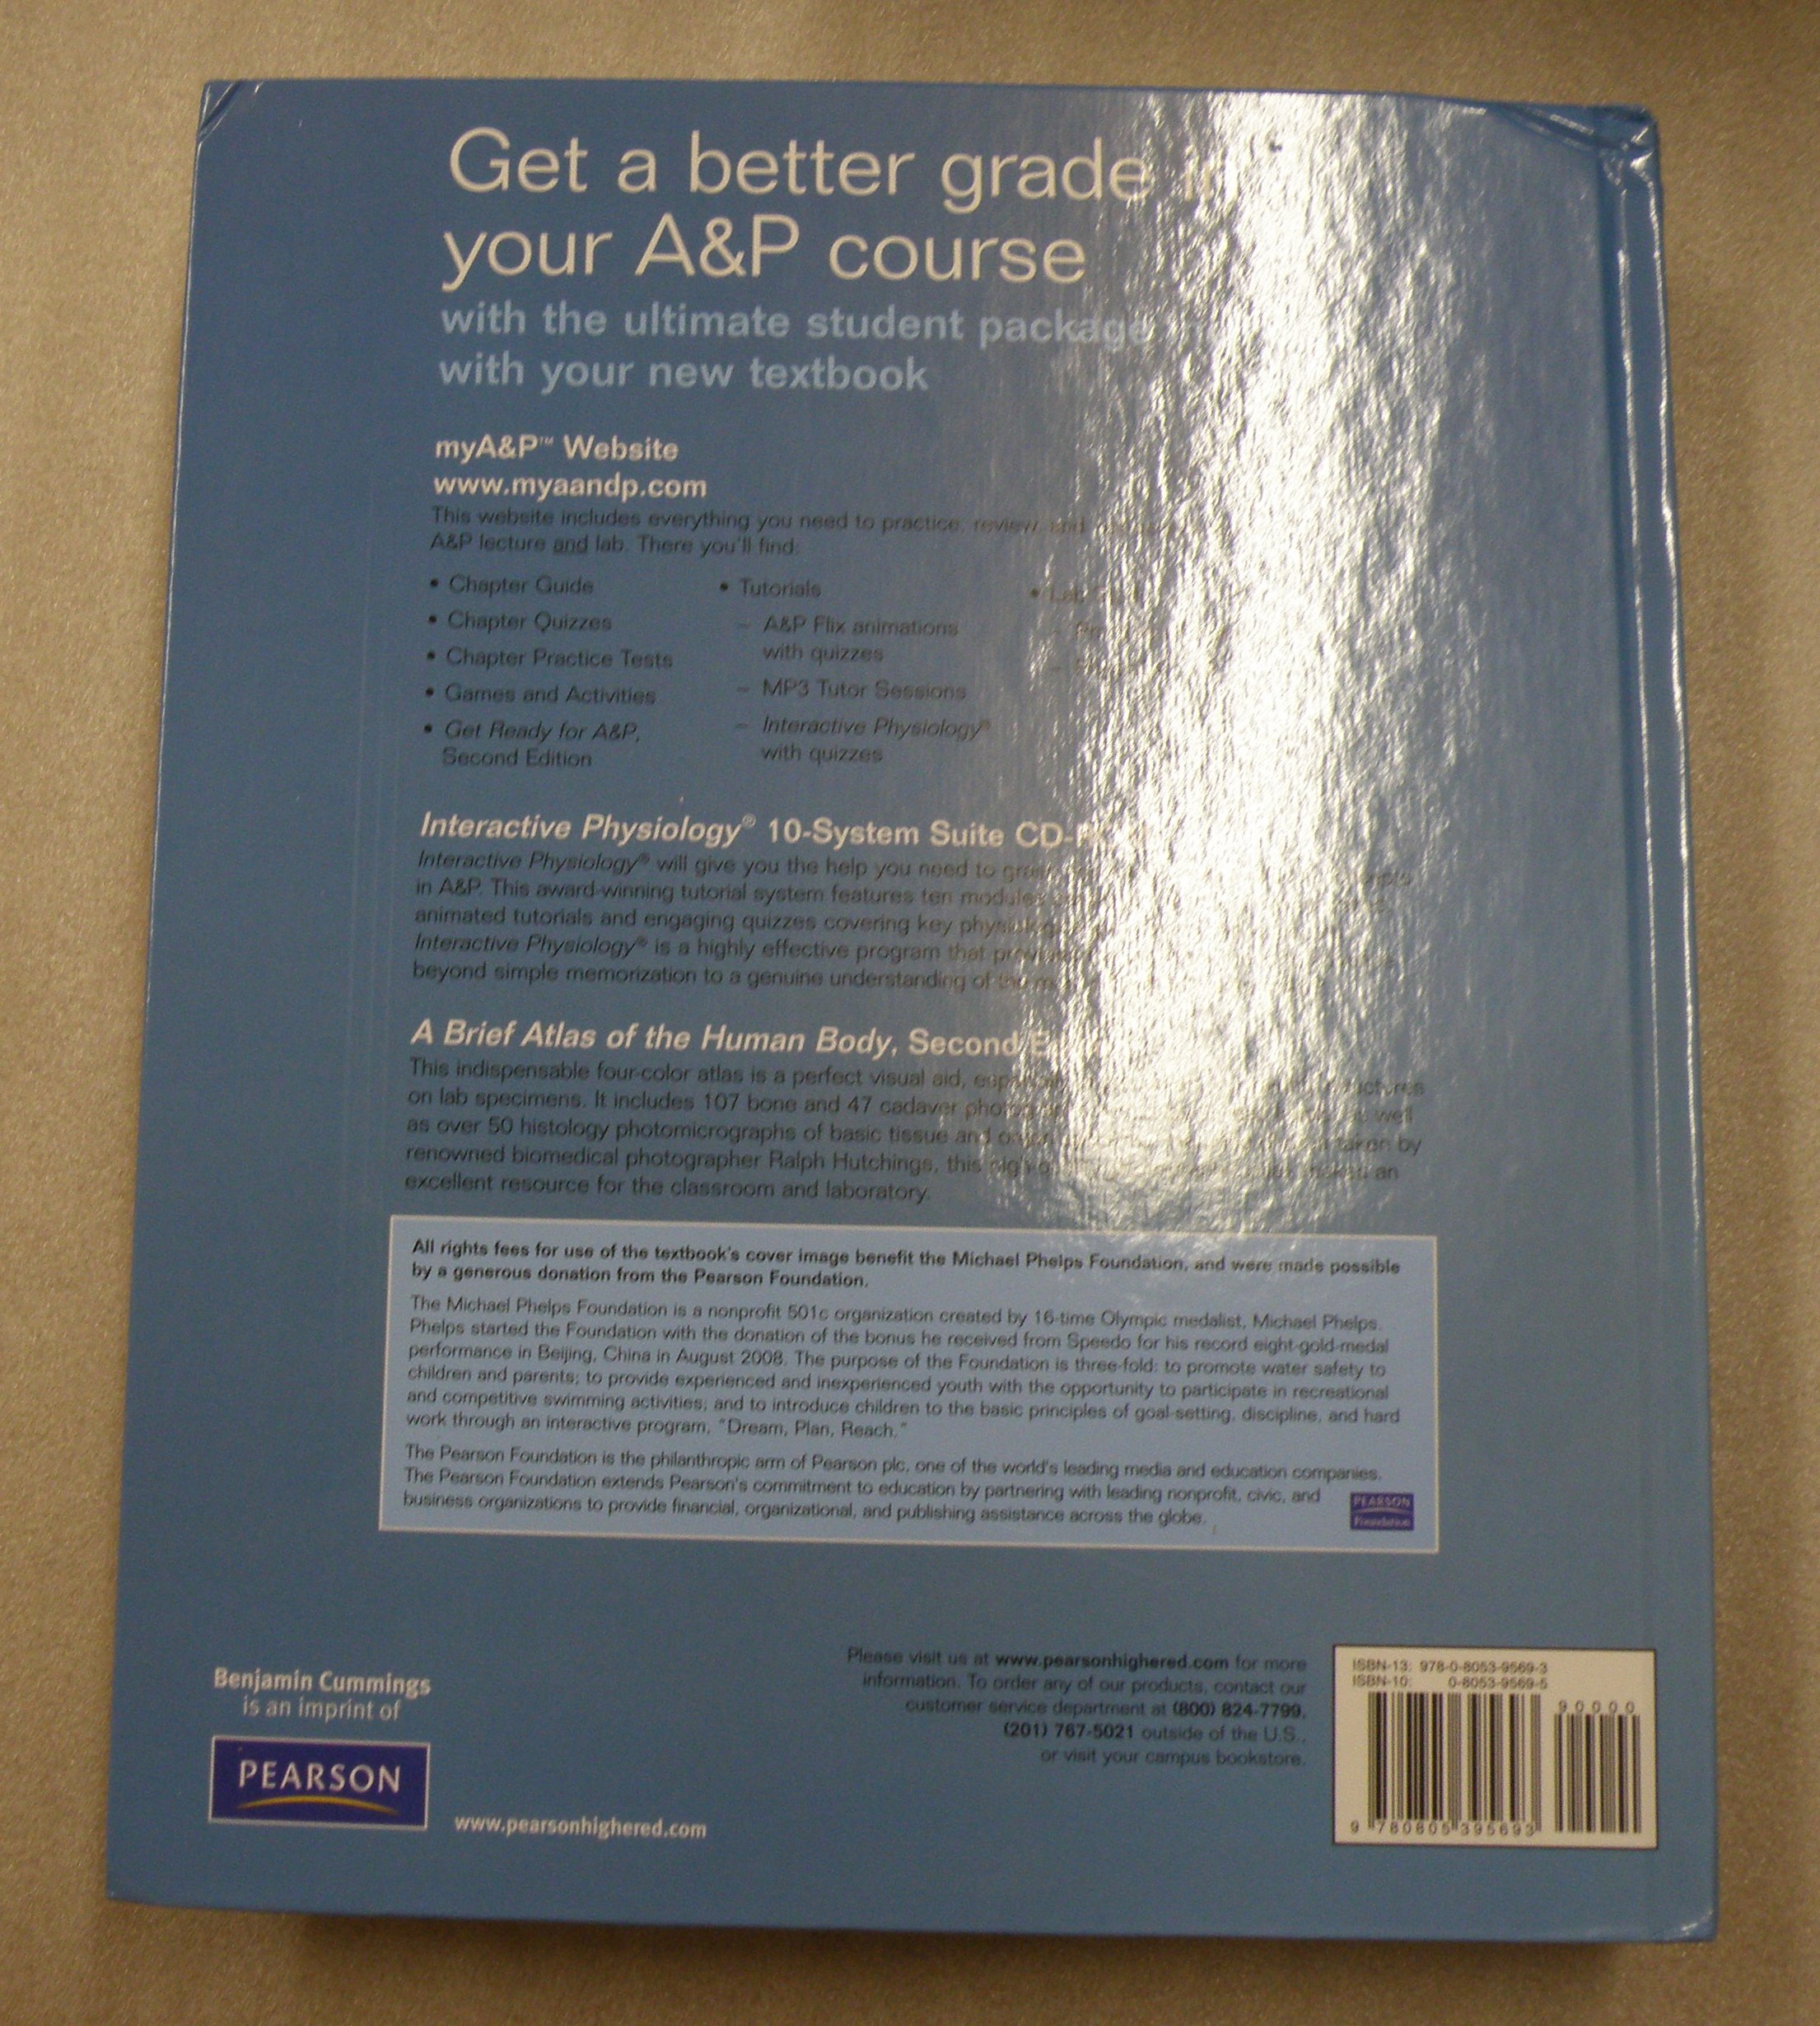 Get a better grade in
your A&P course
with the ultimate student package
with your new textbook
myA&P™ Website
www.myaandp.com
This website includes everything you need to practice, review, and
A&P lecture and lab. There you'll find:
• Chapter Guide
• Chapter Quizzes
• Chapter Practice Tests
• Games and Activities
• Get Ready for A&P,
Second Edition
• Tutorials
– A&P Flix animations
with quizzes
– MP3 Tutor Sessions
– Interactive Physiology®
with quizzes
• Lab
Interactive Physiology® 10-System Suite
Interactive Physiology® will give you the help you need to
in A&P. This award-winning tutorial system features ten modules
animated tutorials and engaging quizzes covering key
Interactive Physiology® is a highly effective program that
beyond simple memorization to a genuine understanding of
A Brief Atlas of the Human Body, Second
This indispensable four-color atlas is a perfect visual aid,
on lab specimens. It includes 107 bone and 47 cadaver well
as over 50 histology photomicrographs of basic tissue and taken by
renowned biomedical photographer Ralph Hutchings, this an
excellent resource for the classroom and laboratory.
All rights fees for use of the textbook's cover image benefit the Michael Phelps Foundation, and were made possible
by a generous donation from the Pearson Foundation.
The Michael Phelps Foundation is a nonprofit 501c organization created by 16-time Olympic medalist, Michael Phelps.
Phelps started the Foundation with the donation of the bonus he received from Speedo for his record eight-gold-medal
performance in Beijing, China in August 2008. The purpose of the Foundation is three-fold: to promote water safety to
children and parents; to provide experienced and inexperienced youth with the opportunity to participate in recreational
and competitive swimming activities; and to introduce children to the basic principles of goal-setting, discipline, and hard
work through an interactive program, "Dream, Plan, Reach."
The Pearson Foundation is the philanthropic arm of Pearson plc, one of the world's leading media and education companies.
The Pearson Foundation extends Pearson's commitment to education by partnering with leading nonprofit, civic, and
business organizations to provide financial, organizational, and publishing assistance across the globe.
PEARSON
Foundation
Benjamin Cummings
is an imprint of
PEARSON
www.pearsonhighered.com
Please visit us at www.pearsonhighered.com for more
information. To order any of our products, contact our
customer service department at (800) 824-7799,
(201) 767-5021 outside of the U.S.,
or visit your campus bookstore.
ISBN-13: 978-0-8053-9569-3
ISBN-10: 0-8053-9569-5
90000
9 780805 395693